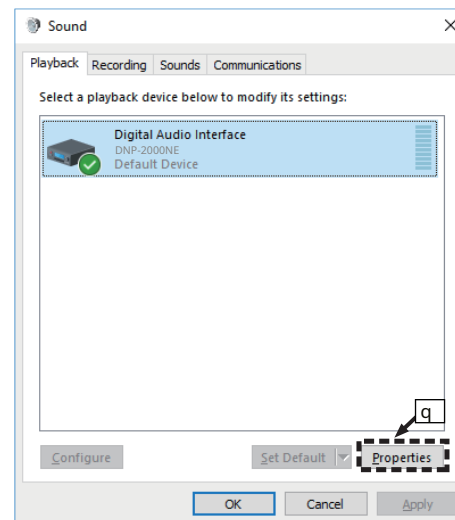 Sound
Playback Recording Sounds Communications
Select a playback device below to modify its settings:
Digital Audio Interface
DNP-2000NE
Default Device
q
Configure Set Default Properties
OK Cancel Apply